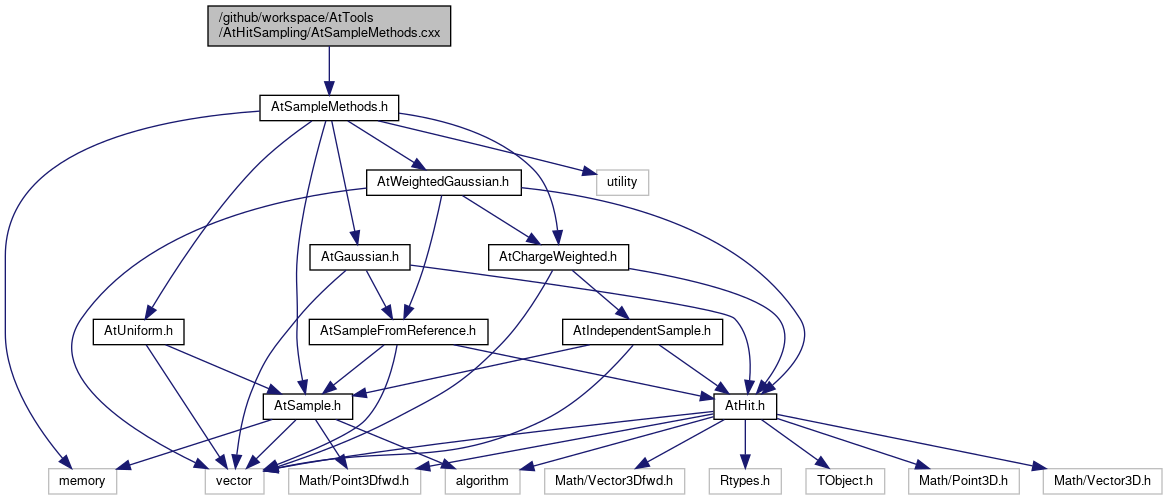 /github/workspace/AtTools
/AtHitSampling/AtSampleMethods.cxx
AtSampleMethods.h
AtWeightedGaussian.h
utility
AtGaussian.h
AtChargeWeighted.h
AtUniform.h
AtSampleFromReference.h
AtIndependentSample.h
AtSample.h
AtHit.h
memory
vector
Math/Point3Dfwd.h
algorithm
Math/Vector3Dfwd.h
Rtypes.h
TObject.h
Math/Point3D.h
Math/Vector3D.h